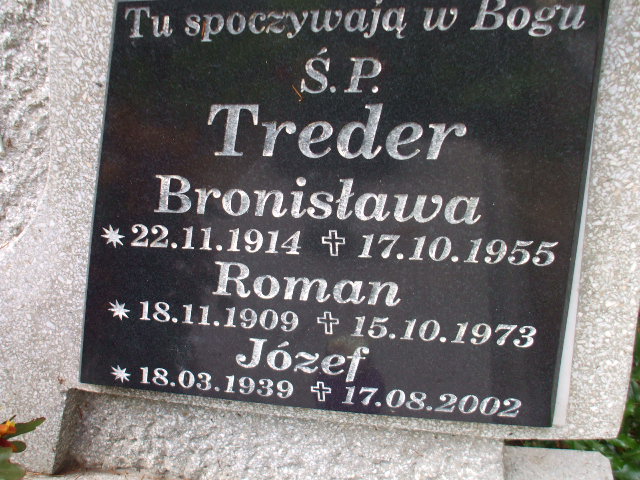 Tu spoczywają w Bogu
Ś.P.
Treder
Bronisława
* 22.11.1914 ✝ 17.10.1955
Roman
* 18.11.1909 ✝ 15.10.1973
Józef
* 18.03.1939 ✝ 17.08.2002